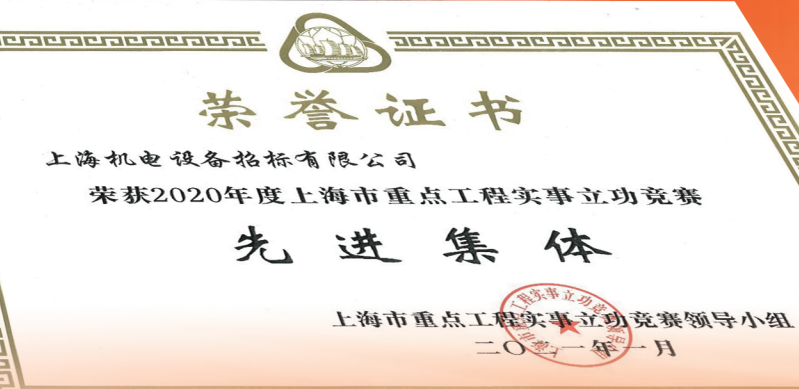 荣誉证书
上海机电设备招标有限公司
荣获2020年度上海市重点工程实事立功竞赛
先进集体
上海市重点工程实事立功竞赛领导小组
二〇二一年一月